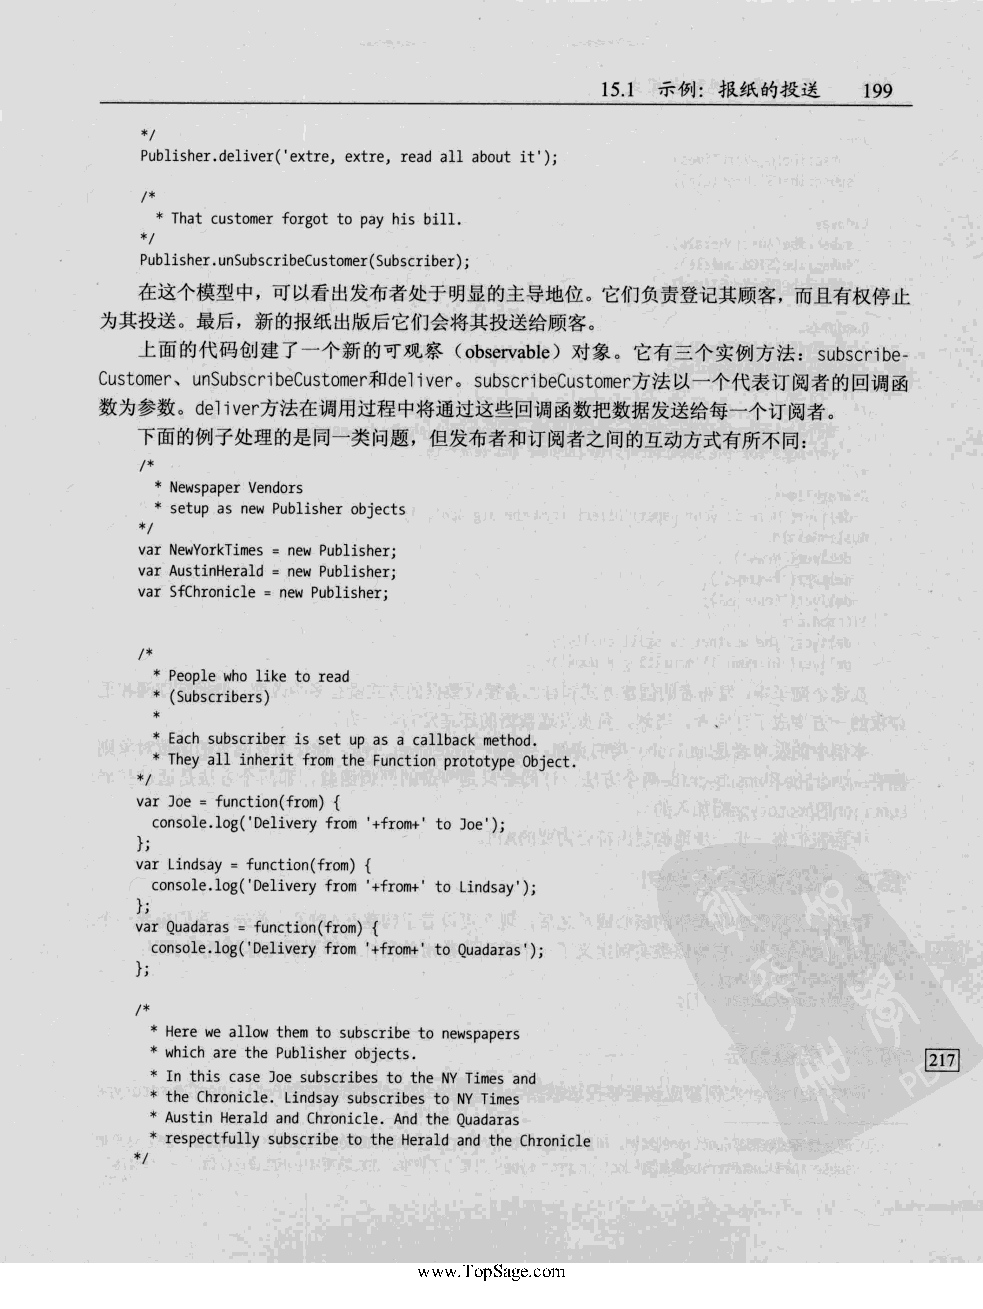 15.1 示例：报纸的投送 199
*/
Publisher.deliver('extre, extre, read all about it');
/*
* That customer forgot to pay his bill.
*/
Publisher.unSubscribeCustomer(Subscriber);
在这个模型中，可以看出发布者处于明显的主导地位。它们负责登记其顾客，而且有权停止
为其投送。最后，新的报纸出版后它们会将其投送给顾客。
上面的代码创建了一个新的可观察（observable）对象。它有三个实例方法：subscribe-
Customer、unSubscribeCustomer和deliver。subscribeCustomer方法以一个代表订阅者的回调函
数为参数。deliver方法在调用过程中将通过这些回调函数把数据发送给每一个订阅者。
下面的例子处理的是同一类问题，但发布者和订阅者之间的互动方式有所不同：
/*
* Newspaper Vendors
* setup as new Publisher objects
*/
var NewYorkTimes = new Publisher;
var AustinHerald = new Publisher;
var SfChronicle = new Publisher;
/*
* People who like to read
* (Subscribers)
*
* Each subscriber is set up as a callback method.
* They all inherit from the Function prototype Object.
*/
var Joe = function(from) {
console.log('Delivery from '+from+' to Joe');
};
var Lindsay = function(from) {
console.log('Delivery from '+from+' to Lindsay');
};
var Quadaras = function(from) {
console.log('Delivery from '+from+' to Quadaras');
};
/*
* Here we allow them to subscribe to newspapers
* which are the Publisher objects.
* In this case Joe subscribes to the NY Times and
* the Chronicle. Lindsay subscribes to NY Times
* Austin Herald and Chronicle. And the Quadaras
* respectfully subscribe to the Herald and the Chronicle
*/
217
PD
www.TopSage.com